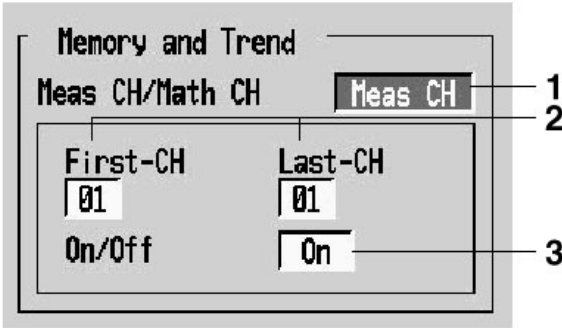 Memory and Trend
Meas CH/Math CH Meas CH 1
2
First-CH Last-CH
01 01
On/Off On 3